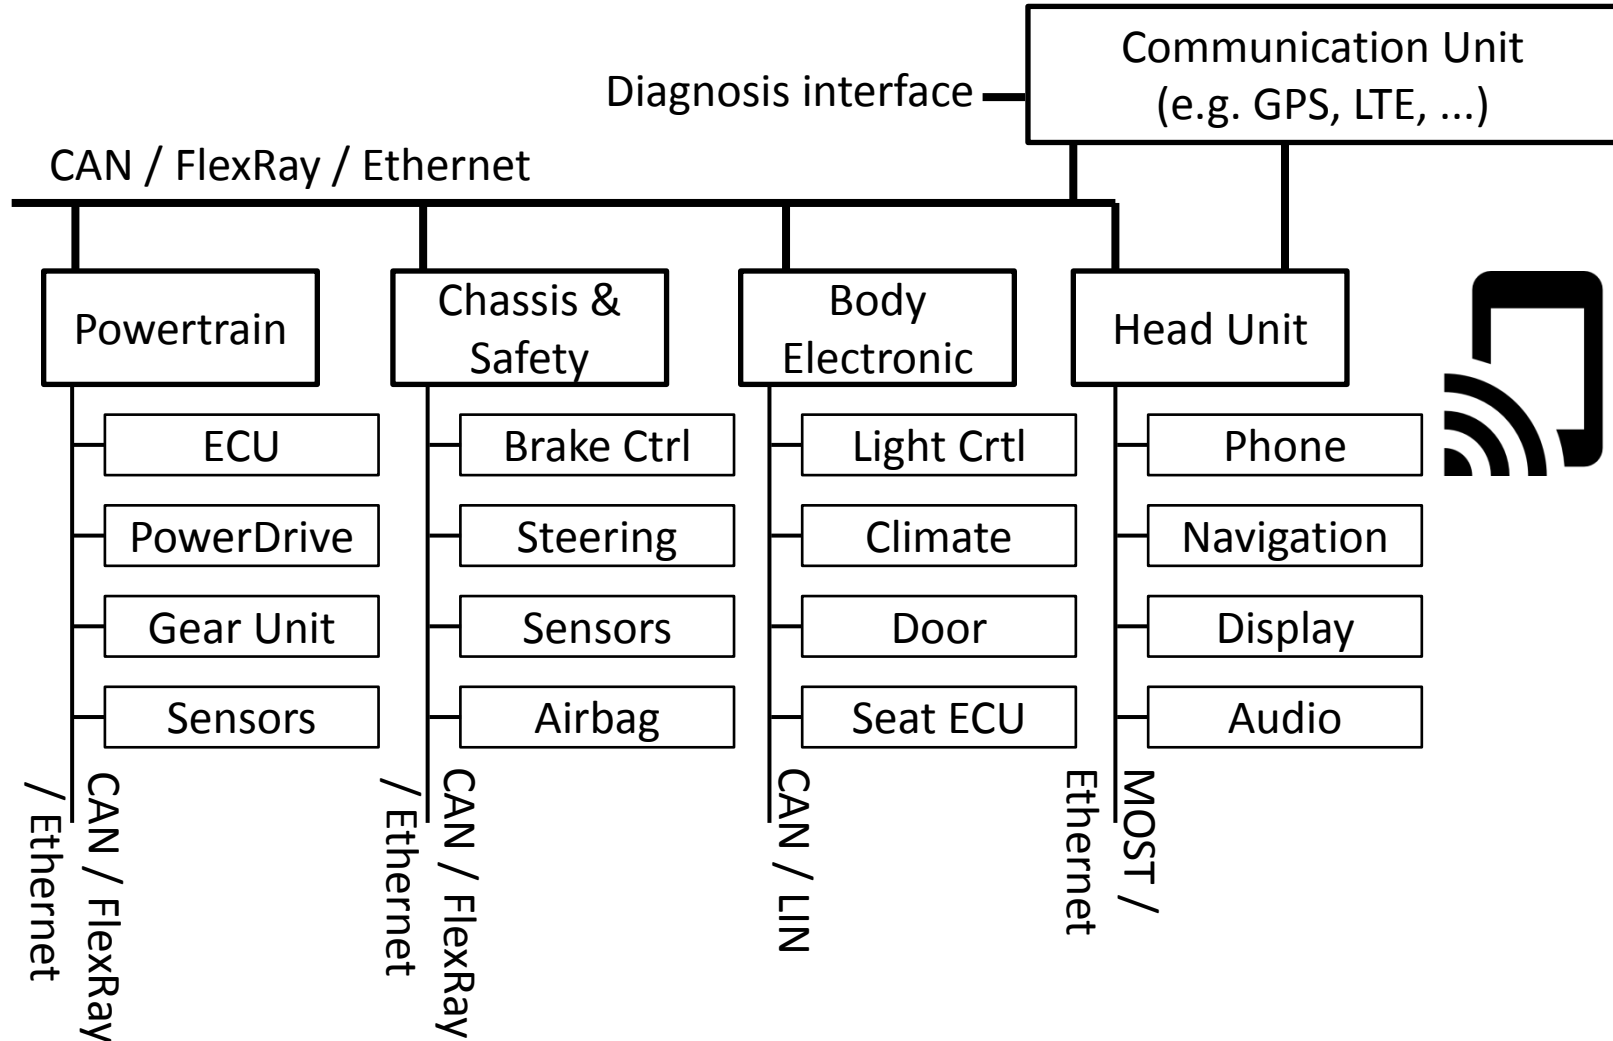 Communication Unit
(e.g. GPS, LTE, ...)
Diagnosis interface
CAN / FlexRay / Ethernet
Powertrain
Chassis &
Safety
Body
Electronic
Head Unit
ECU
Brake Ctrl
Light Crtl
Phone
PowerDrive
Steering
Climate
Navigation
Gear Unit
Sensors
Door
Display
Sensors
Airbag
Seat ECU
Audio
CAN / FlexRay
/ Ethernet
CAN / FlexRay
/ Ethernet
CAN / LIN
MOST /
Ethernet